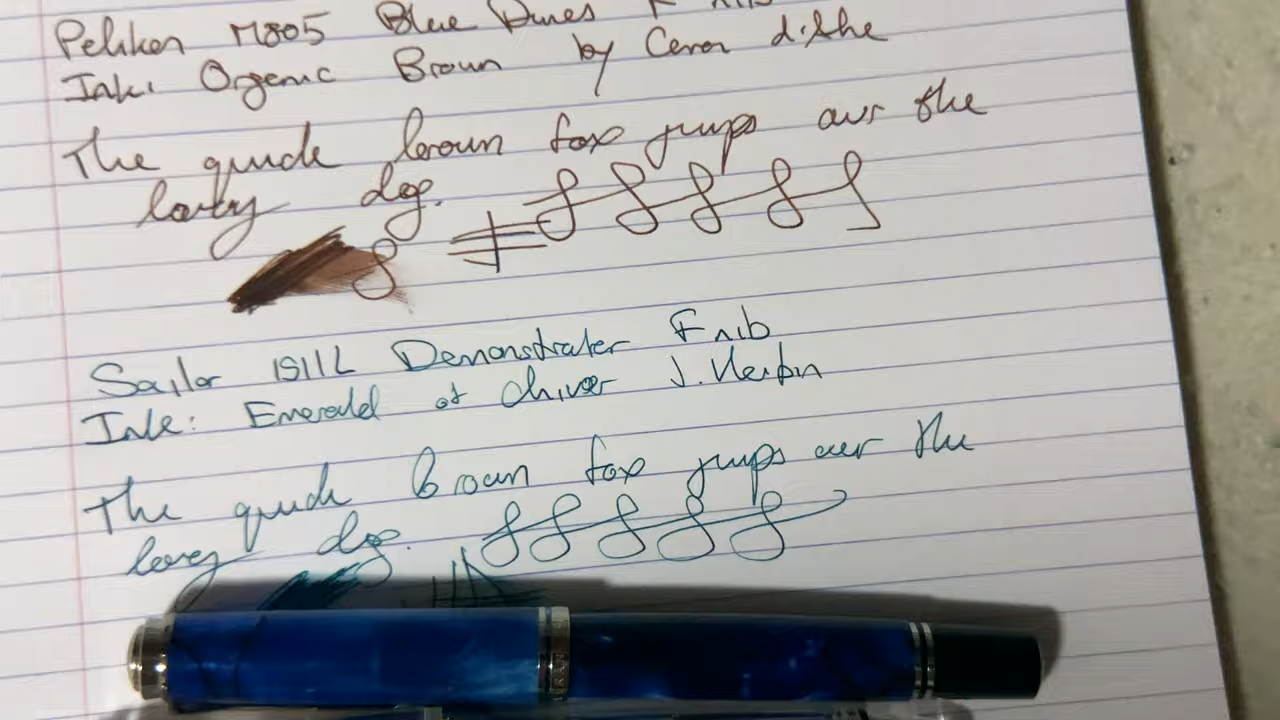 Pelikan M805 Blue Dunes F nib
Ink: Organic Brown by Caran d'Ache
The quick brown fox jumps over the
lazy dog.
Sailor 1911L Demonstrator F nib
Ink: Emerald of Chivor J. Herbin
The quick brown fox jumps over the
lazy dog.